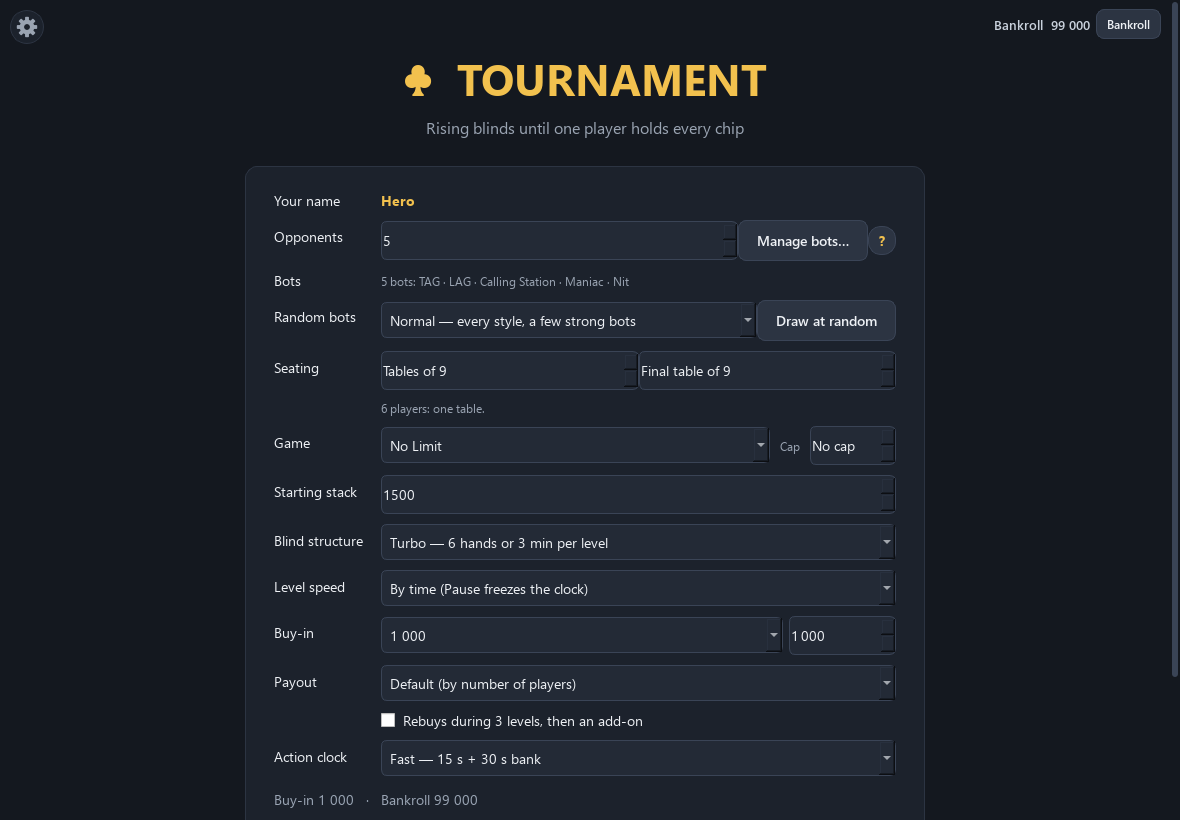 Bankroll 99 000 Bankroll
TOURNAMENT
Rising blinds until one player holds every chip
Your name Hero
Opponents 5 Manage bots... ?
Bots 5 bots: TAG · LAG · Calling Station · Maniac · Nit
Random bots Normal — every style, a few strong bots Draw at random
Seating Tables of 9 Final table of 9
6 players: one table.
Game No Limit Cap No cap
Starting stack 1500
Blind structure Turbo — 6 hands or 3 min per level
Level speed By time (Pause freezes the clock)
Buy-in 1 000 1 000
Payout Default (by number of players)
Rebuys during 3 levels, then an add-on
Action clock Fast — 15 s + 30 s bank
Buy-in 1 000 · Bankroll 99 000